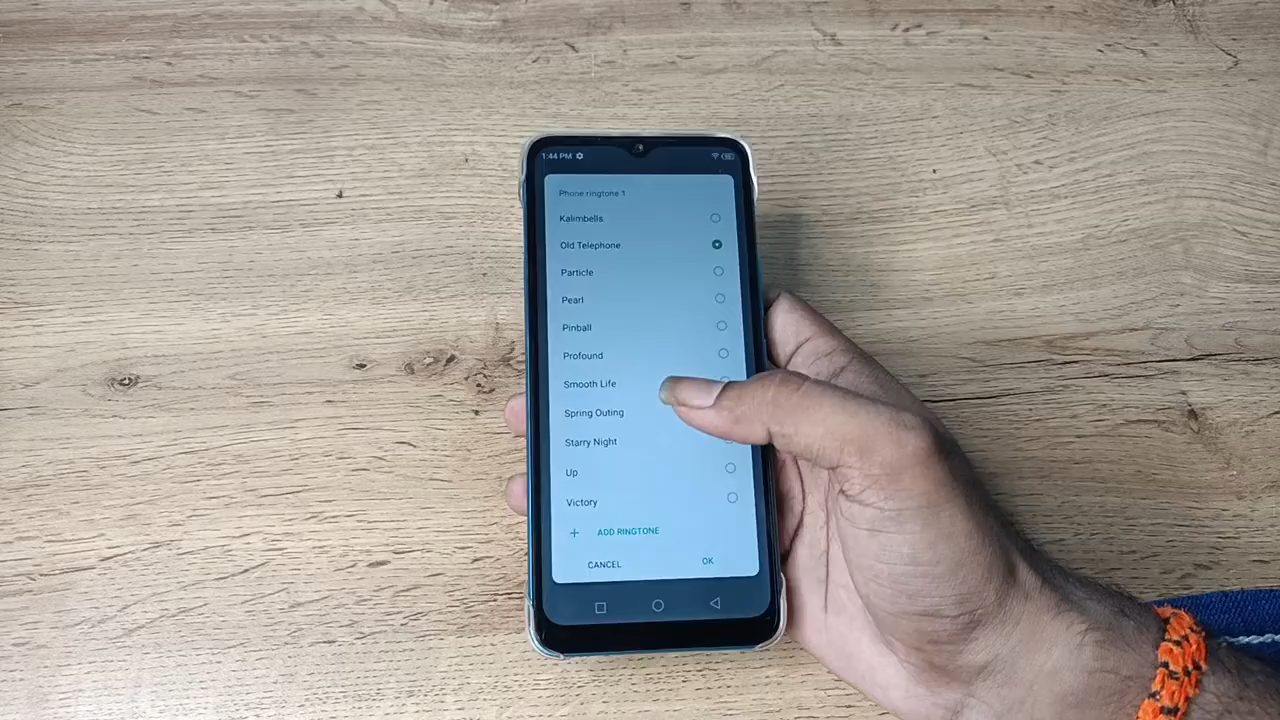 1:44 PM
Phone ringtone 1
Kalimbells
Old Telephone
Particle
Pearl
Pinball
Profound
Smooth Life
Spring Outing
Starry Night
Up
Victory
+ ADD RINGTONE
CANCEL OK